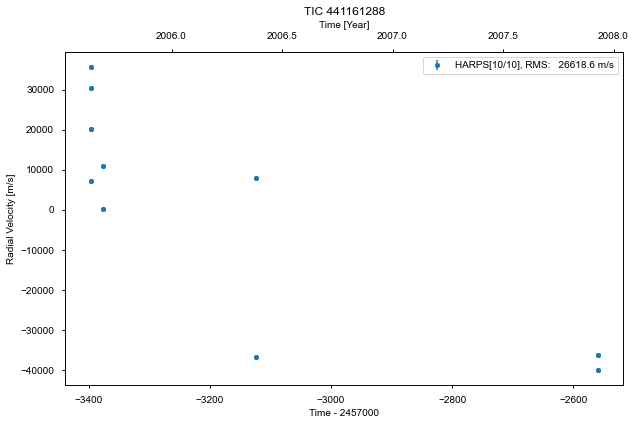 TIC 441161288
Time [Year]
2006.0 2006.5 2007.0 2007.5 2008.0
HARPS[10/10], RMS: 26618.6 m/s
30000
20000
10000
0
−10000
−20000
−30000
−40000
Radial Velocity [m/s]
−3400 −3200 −3000 −2800 −2600
Time - 2457000